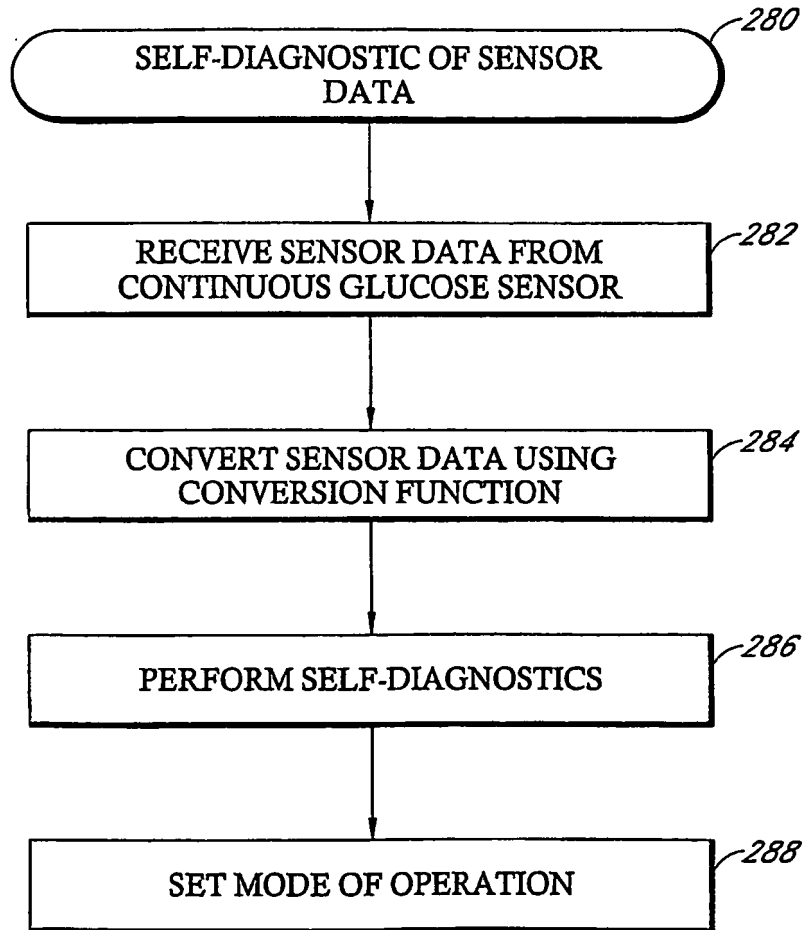 280
SELF-DIAGNOSTIC OF SENSOR
DATA
282
RECEIVE SENSOR DATA FROM
CONTINUOUS GLUCOSE SENSOR
284
CONVERT SENSOR DATA USING
CONVERSION FUNCTION
286
PERFORM SELF-DIAGNOSTICS
288
SET MODE OF OPERATION